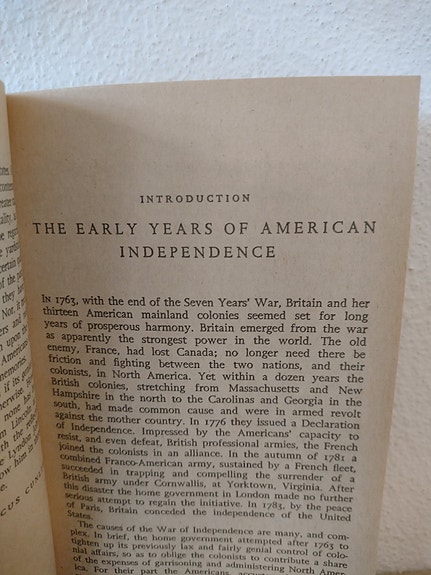 INTRODUCTION
THE EARLY YEARS OF AMERICAN
INDEPENDENCE
IN 1763, with the end of the Seven Years' War, Britain and her
thirteen American mainland colonies seemed set for long
years of prosperous harmony. Britain emerged from the war
as apparently the strongest power in the world. The old
enemy, France, had lost Canada; no longer need there be
friction and fighting between the two nations, and their
colonists, in North America. Yet within a dozen years the
British colonies, stretching from Massachusetts and New
Hampshire in the north to the Carolinas and Georgia in the
south, had made common cause and were in armed revolt
against the mother country. In 1776 they issued a Declaration
of Independence. Impressed by the Americans' capacity to
resist, and even defeat, British professional armies, the French
joined the colonists in an alliance. In the autumn of 1781 a
combined Franco-American army, sustained by a French fleet,
succeeded in trapping and compelling the surrender of a
British army under Cornwallis, at Yorktown, Virginia. After
this disaster the home government in London made no further
serious attempt to regain the initiative. In 1783, by the peace
of Paris, Britain conceded the independence of the United
States.
The causes of the War of Independence are many, and com-
plex. In brief, the home government attempted after 1763 to
tighten up its previously lax and fairly genial control of colo-
nial affairs, so as to oblige the colonists to contribute a share
of the expenses of garrisoning and administering North Amer-
ica. For their part the Americans,